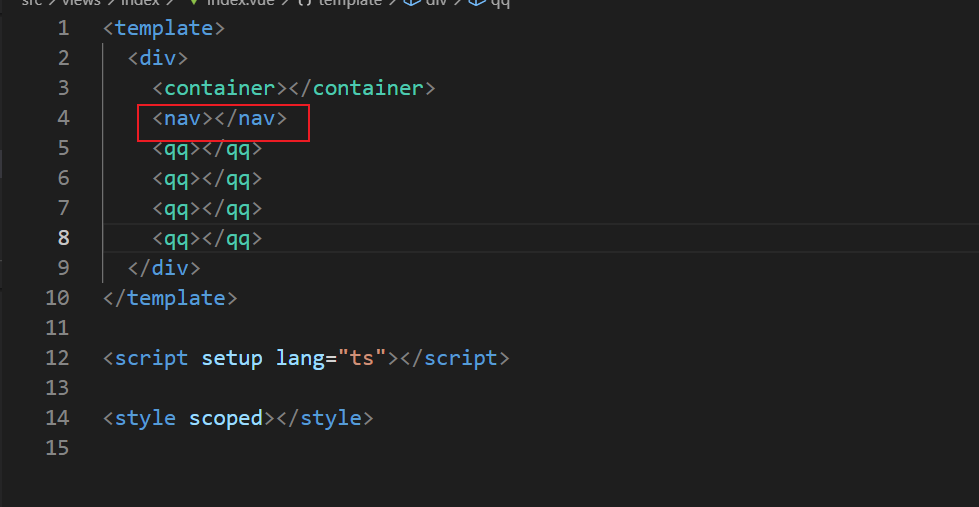 src > views > index > index.vue > {} template > div > qq
1 <template>
2 <div>
3 <container></container>
4 <nav></nav>
5 <qq></qq>
6 <qq></qq>
7 <qq></qq>
8 <qq></qq>
9 </div>
10 </template>
11
12 <script setup lang="ts"></script>
13
14 <style scoped></style>
15